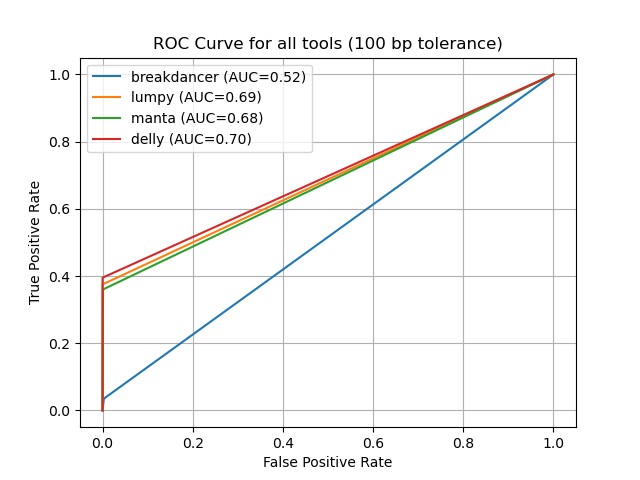 ROC Curve for all tools (100 bp tolerance)
breakdancer (AUC=0.52)
lumpy (AUC=0.69)
manta (AUC=0.68)
delly (AUC=0.70)
1.0
0.8
0.6
0.4
0.2
0.0
True Positive Rate
0.0 0.2 0.4 0.6 0.8 1.0
False Positive Rate